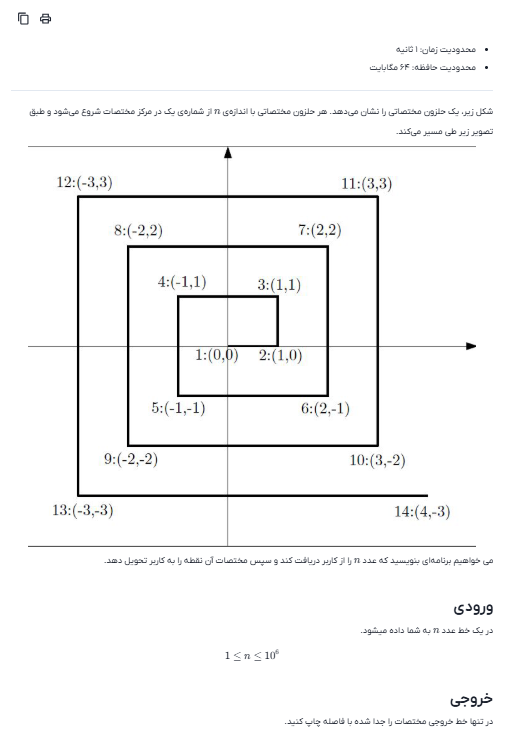 محدودیت زمان: ۱ ثانیه
محدودیت حافظه: ۶۴ مگابایت
شکل زیر، یک حلزون مختصاتی را نشان می‌دهد. هر حلزون مختصاتی با اندازه‌ی n از شماره‌ی یک در مرکز مختصات شروع می‌شود و طبق
تصویر زیر طی مسیر می‌کند.
12:(-3,3)
11:(3,3)
8:(-2,2)
7:(2,2)
4:(-1,1)
3:(1,1)
1:(0,0)
2:(1,0)
5:(-1,-1)
6:(2,-1)
9:(-2,-2)
10:(3,-2)
13:(-3,-3)
14:(4,-3)
می خواهیم برنامه‌ای بنویسید که عدد n را از کاربر دریافت کند و سپس مختصات آن نقطه را به کاربر تحویل دهد.
ورودی
در یک خط عدد n به شما داده میشود.
1 ≤ n ≤ 10⁶
خروجی
در تنها خط خروجی مختصات را جدا شده با فاصله چاپ کنید.